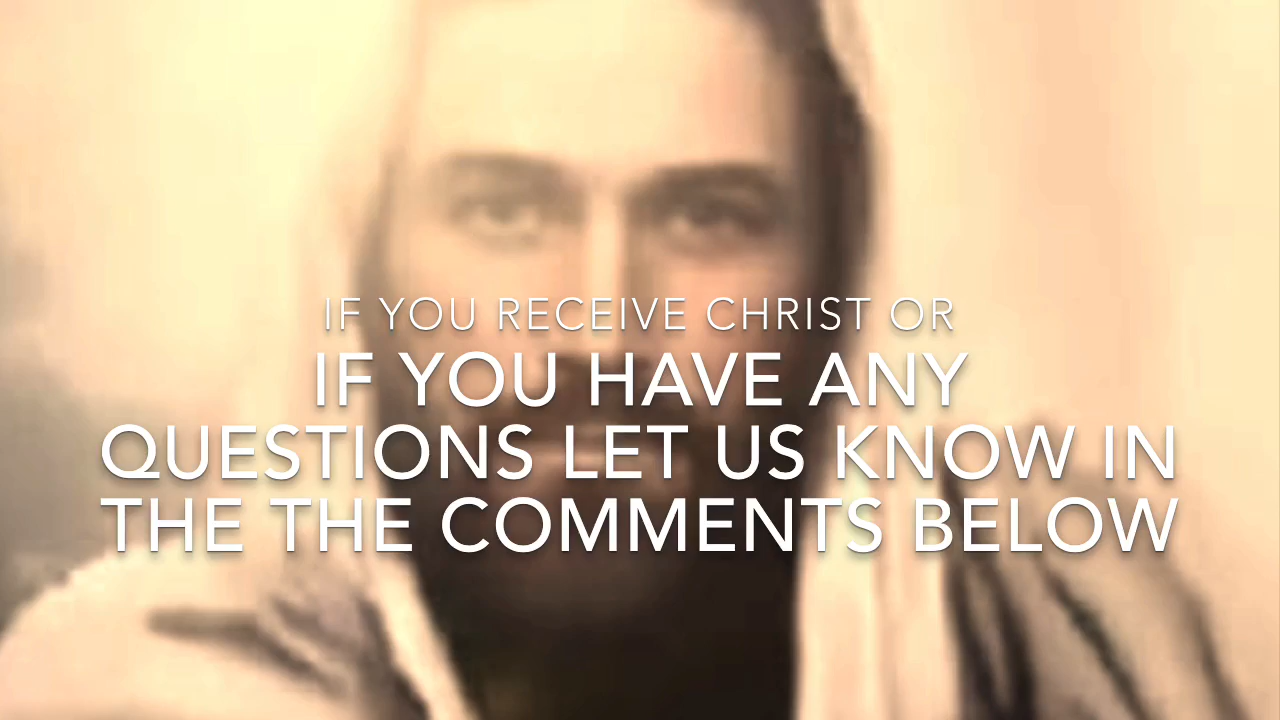 IF YOU RECEIVE CHRIST OR
IF YOU HAVE ANY
QUESTIONS LET US KNOW IN
THE THE COMMENTS BELOW